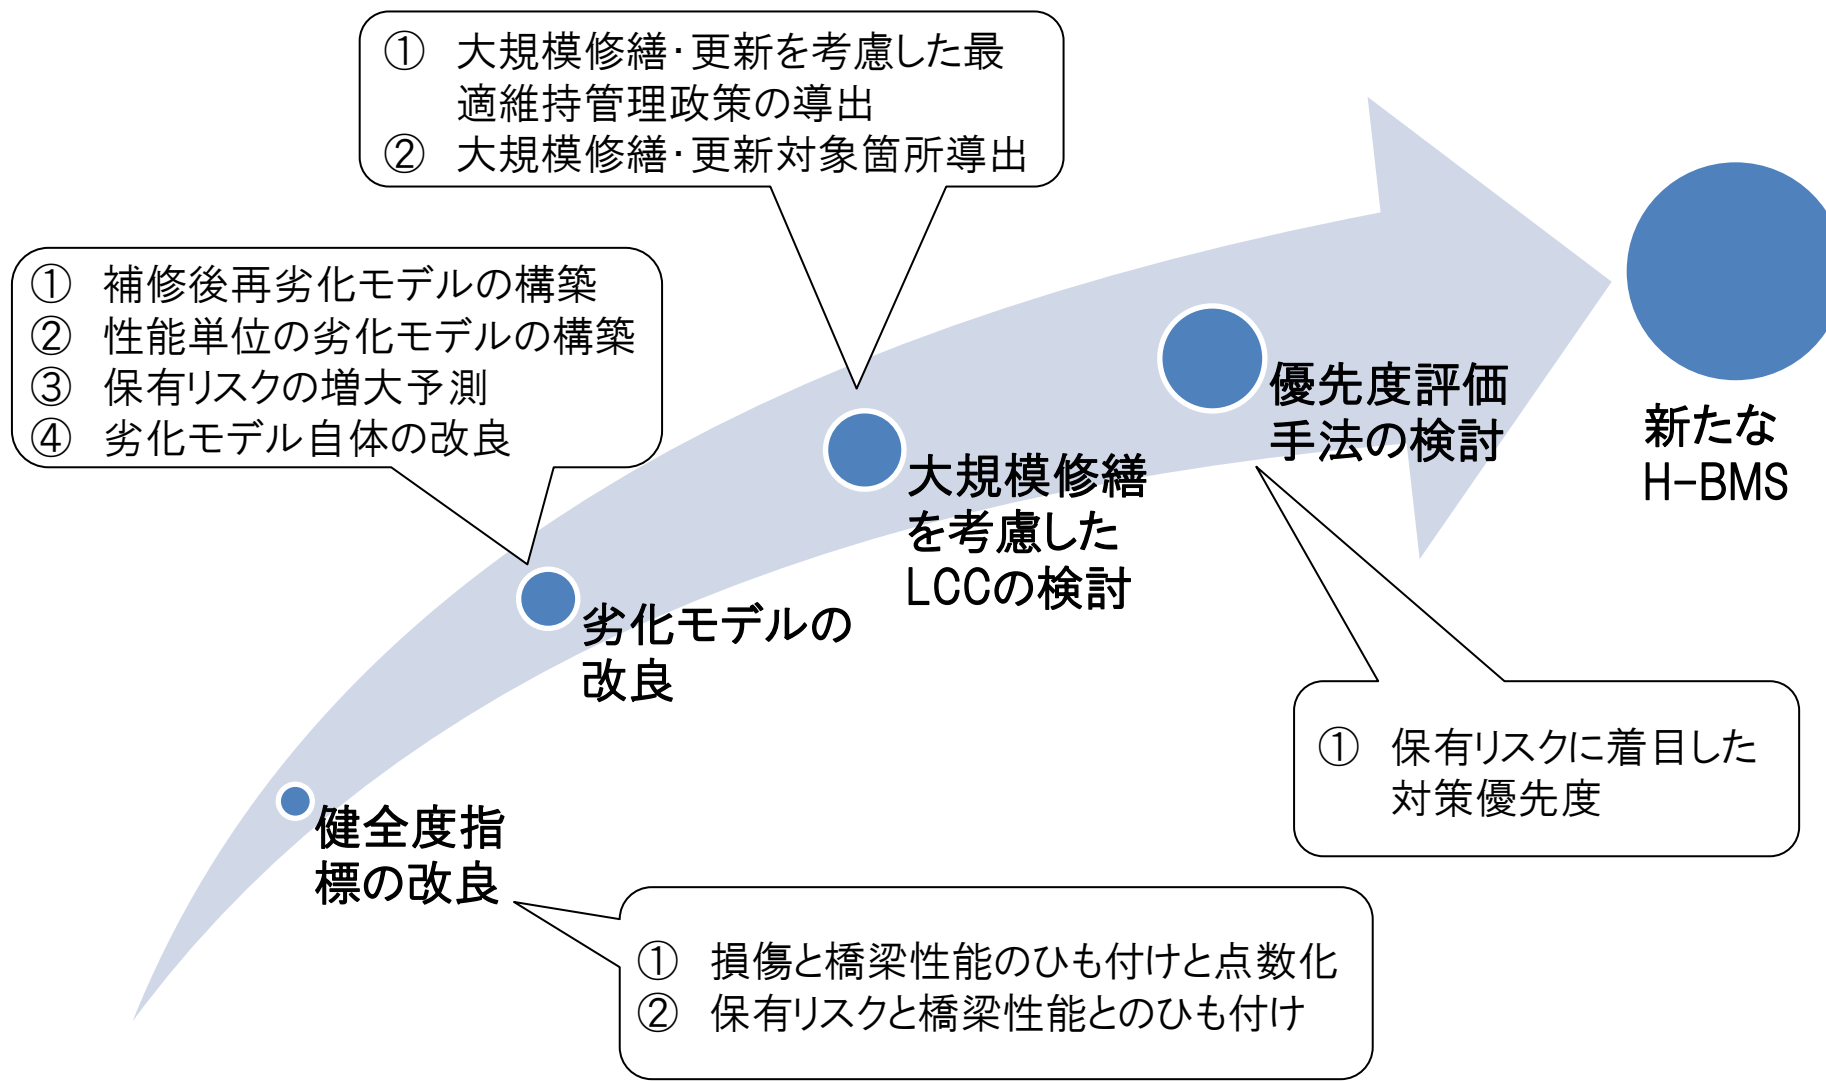 ① 大規模修繕・更新を考慮した最
適維持管理政策の導出
② 大規模修繕・更新対象箇所導出
① 補修後再劣化モデルの構築
② 性能単位の劣化モデルの構築
③ 保有リスクの増大予測
④ 劣化モデル自体の改良
優先度評価
手法の検討
新たな
H-BMS
大規模修繕
を考慮した
LCCの検討
劣化モデルの
改良
① 保有リスクに着目した
対策優先度
健全度指
標の改良
① 損傷と橋梁性能のひも付けと点数化
② 保有リスクと橋梁性能とのひも付け